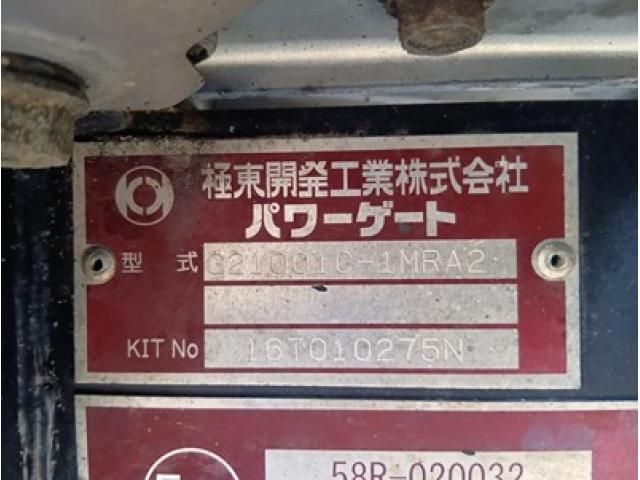 極東開発工業株式会社
パワーゲート
型式 G21001C-1MRA2
KIT No 16T010275N
58R-020032